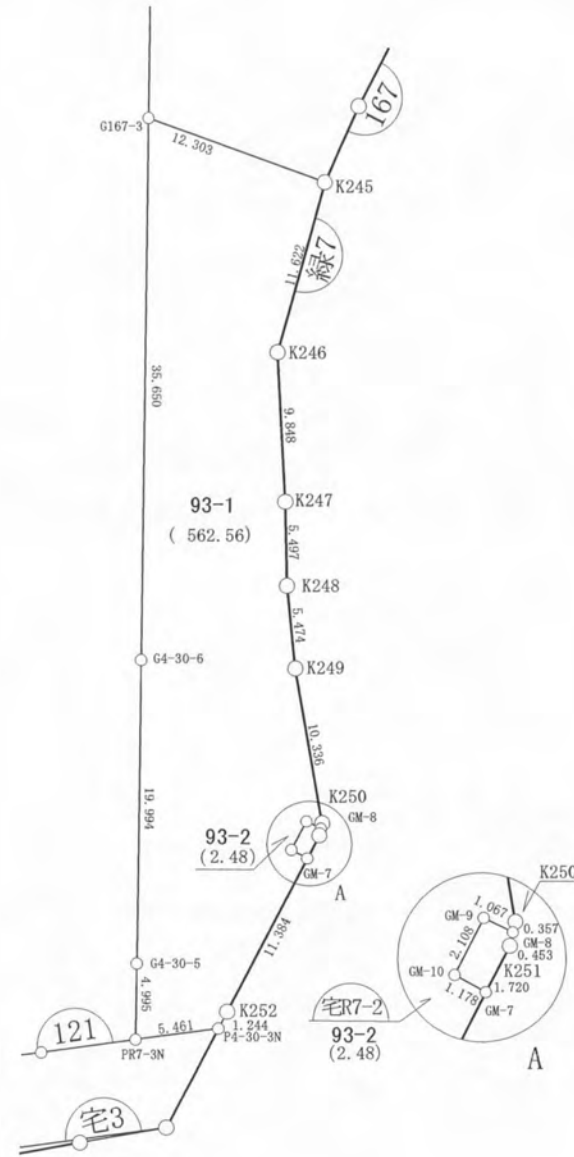 167
G167-3
12.303
K245
緑7
11.622
K246
35.650
9.848
K247
93-1
( 562.56)
5.497
K248
5.474
K249
G4-30-6
10.336
K250
GM-8
93-2
(2.48)
GM-7
A
19.994
11.384
G4-30-5
4.995
K252
1.244
P4-30-3N
5.461
121
PR7-3N
宅3
K250
1.067
GM-9
0.357
GM-8
0.453
2.108
K251
GM-10
1.178
1.720
GM-7
宅R7-2
93-2
(2.48)
A